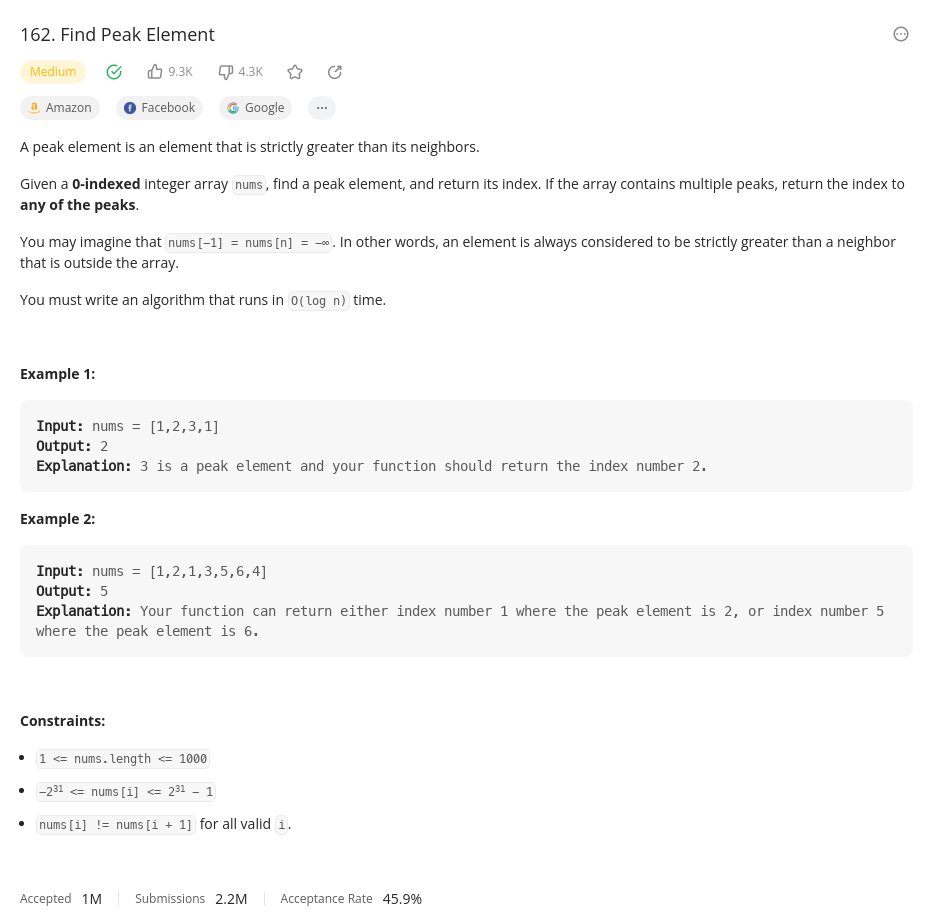 162. Find Peak Element
Medium 9.3K 4.3K
Amazon Facebook Google ...
A peak element is an element that is strictly greater than its neighbors.
Given a 0-indexed integer array nums, find a peak element, and return its index. If the array contains multiple peaks, return the index to
any of the peaks.
You may imagine that nums[-1] = nums[n] = -∞. In other words, an element is always considered to be strictly greater than a neighbor
that is outside the array.
You must write an algorithm that runs in O(log n) time.
Example 1:
Input: nums = [1,2,3,1]
Output: 2
Explanation: 3 is a peak element and your function should return the index number 2.
Example 2:
Input: nums = [1,2,1,3,5,6,4]
Output: 5
Explanation: Your function can return either index number 1 where the peak element is 2, or index number 5
where the peak element is 6.
Constraints:
• 1 <= nums.length <= 1000
• -2³¹ <= nums[i] <= 2³¹ - 1
• nums[i] != nums[i + 1] for all valid i.
Accepted 1M Submissions 2.2M Acceptance Rate 45.9%